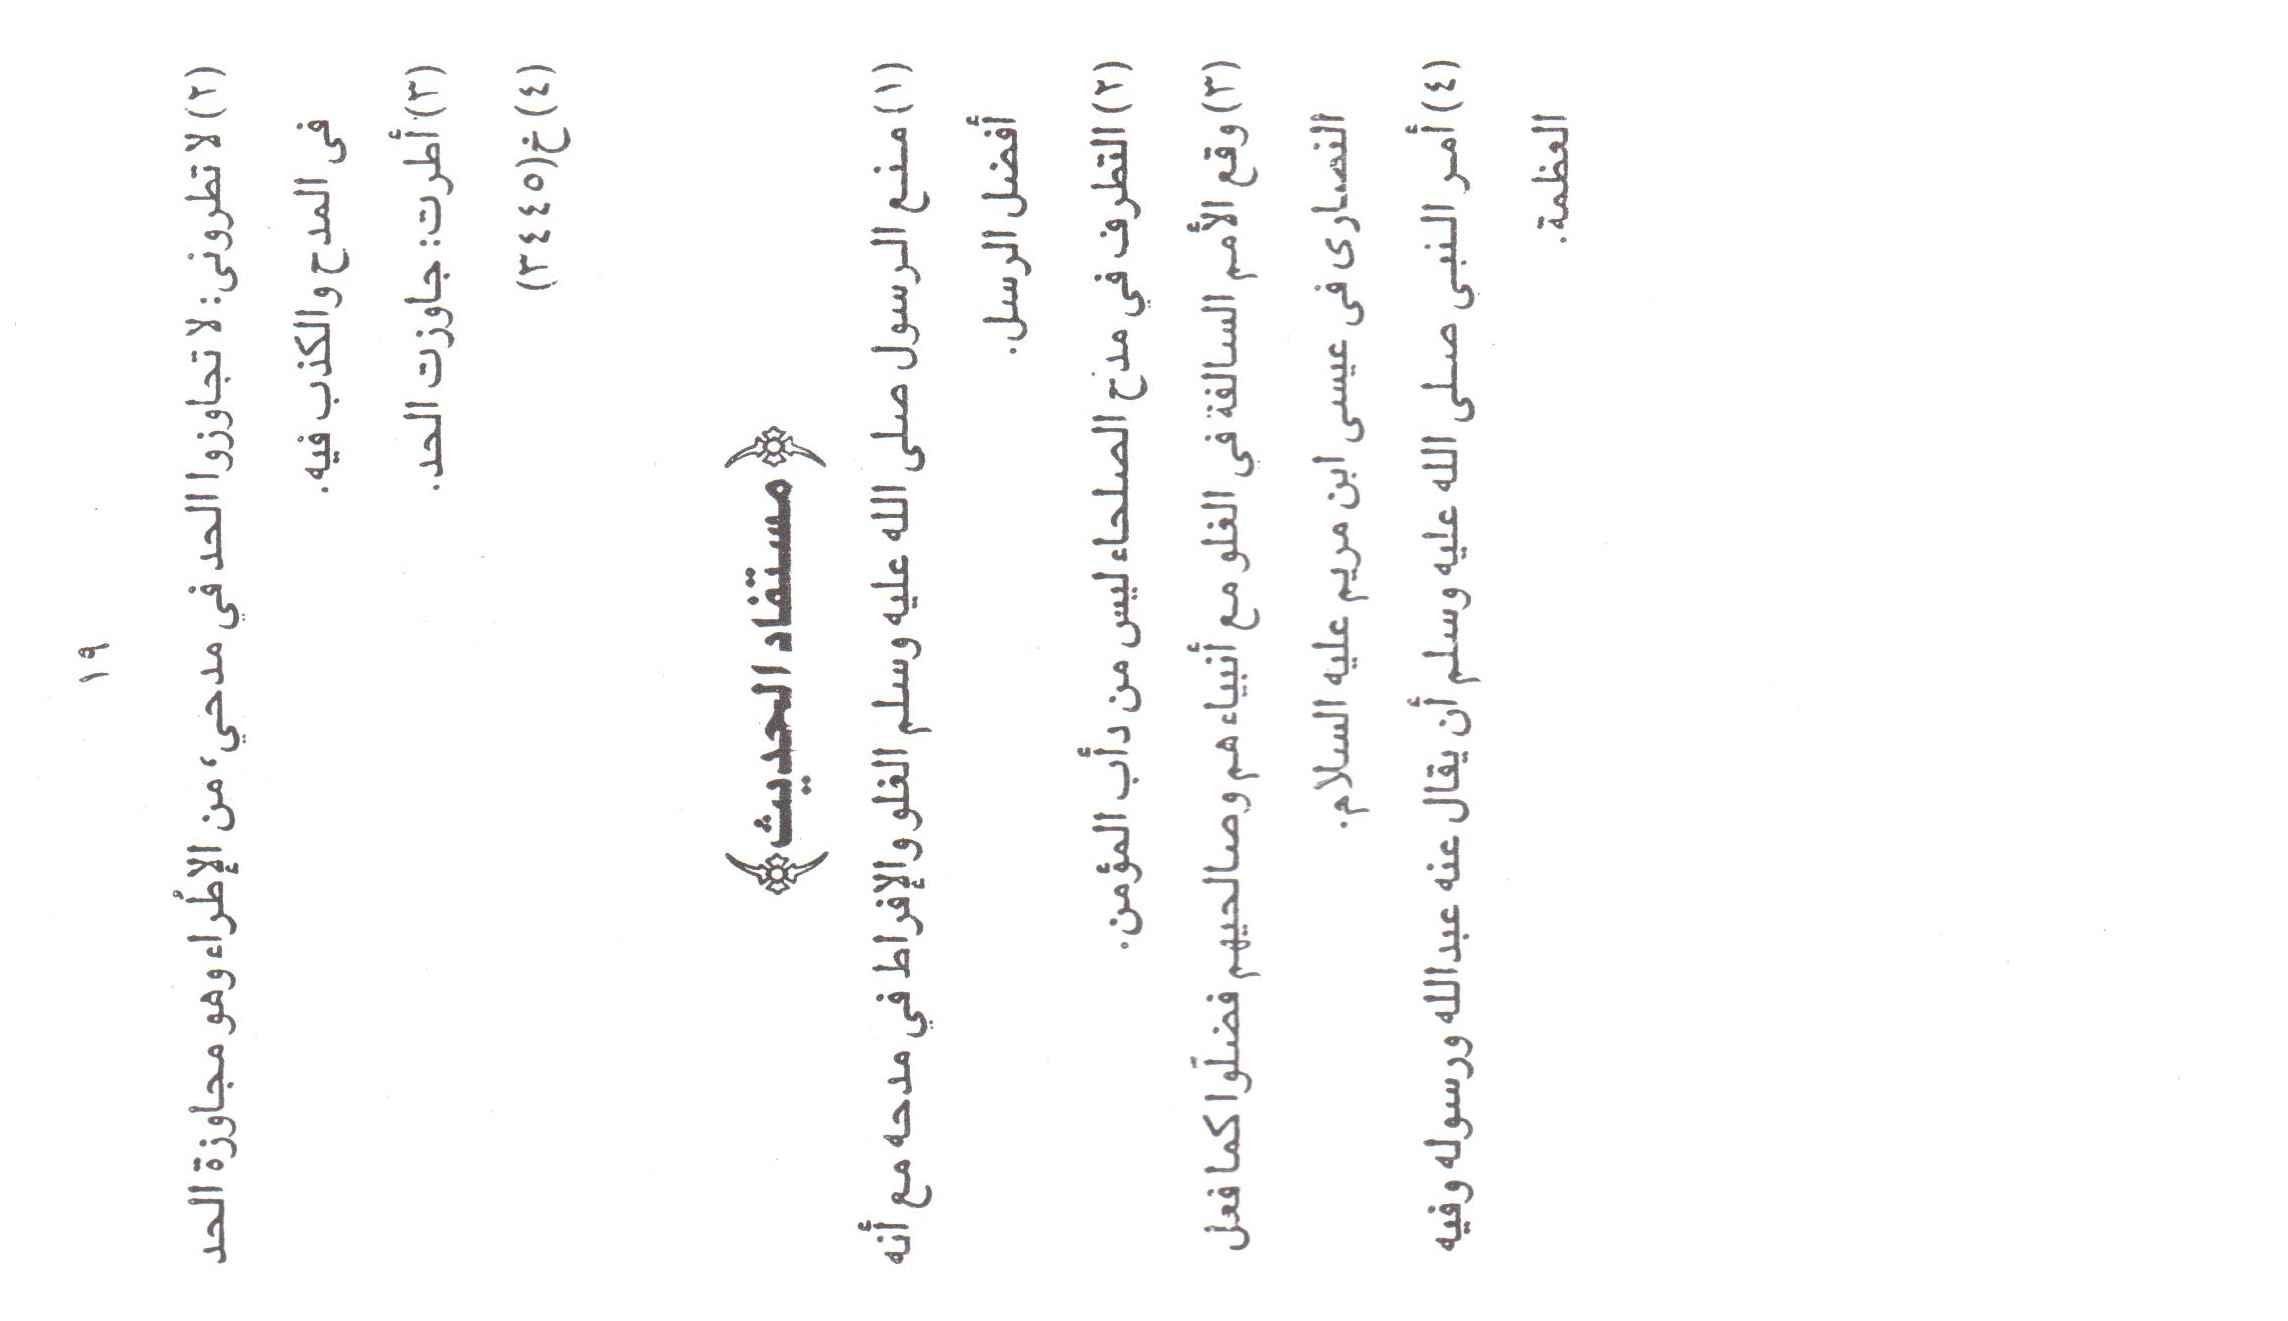 ١٩
(٢) لا تطرونى: لا تجاوزوا الحد في مدحي، من الإطُراء وهو مجاوزة الحد
فى المدح والكذب فيه.
(٣) أطرت: جاوزت الحد.
(٤) خ(٣٤٤٥)
﴿مستفاد الحديث﴾
(١) منع الرسول صلى الله عليه وسلم الغلو والإفراط في مدحه مع أنه
أفضل الرسل.
(٢) التطرف في مدح الصلحاء ليس من دأب المؤمن.
(٣) وقع الأمم السالفة فى الغلو مع أنبياء هم وصالحيهم فضلّوا كما فعل
النصارى فى عيسى ابن مريم عليه السلام.
(٤) أمر النبى صلى الله عليه وسلم أن يقال عنه عبدالله ورسوله وفيه
العظمة.